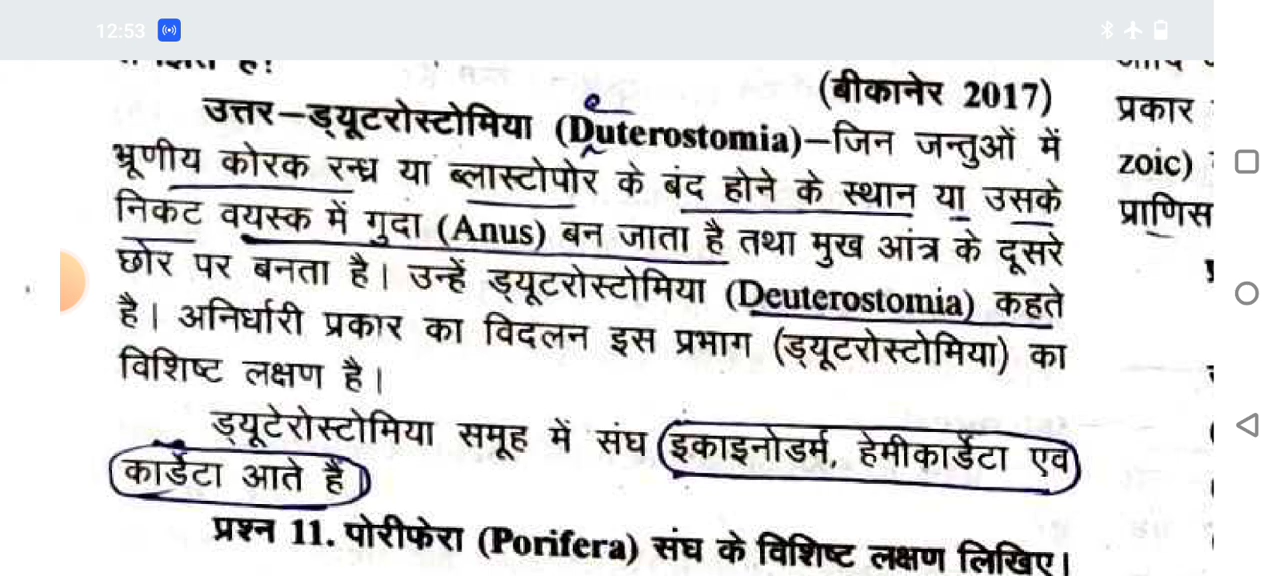 12:53
(बीकानेर 2017)
उत्तर–ड्यूटरोस्टोमिया (Duterostomia)–जिन जन्तुओं में
e
भ्रूणीय कोरक रन्ध्र या ब्लास्टोपोर के बंद होने के स्थान या उसके
निकट वयस्क में गुदा (Anus) बन जाता है तथा मुख आंत्र के दूसरे
छोर पर बनता है। उन्हें ड्यूटरोस्टोमिया (Deuterostomia) कहते
है। अनिर्धारी प्रकार का विदलन इस प्रभाग (ड्यूटरोस्टोमिया) का
विशिष्ट लक्षण है।
ड्यूटेरोस्टोमिया समूह में संघ इकाइनोडर्म, हेमीकार्डेटा एव
कार्डेटा आते हैं
प्रश्न 11. पोरीफेरा (Porifera) संघ के विशिष्ट लक्षण लिखिए।
प्रकार
zoic)
प्राणिस